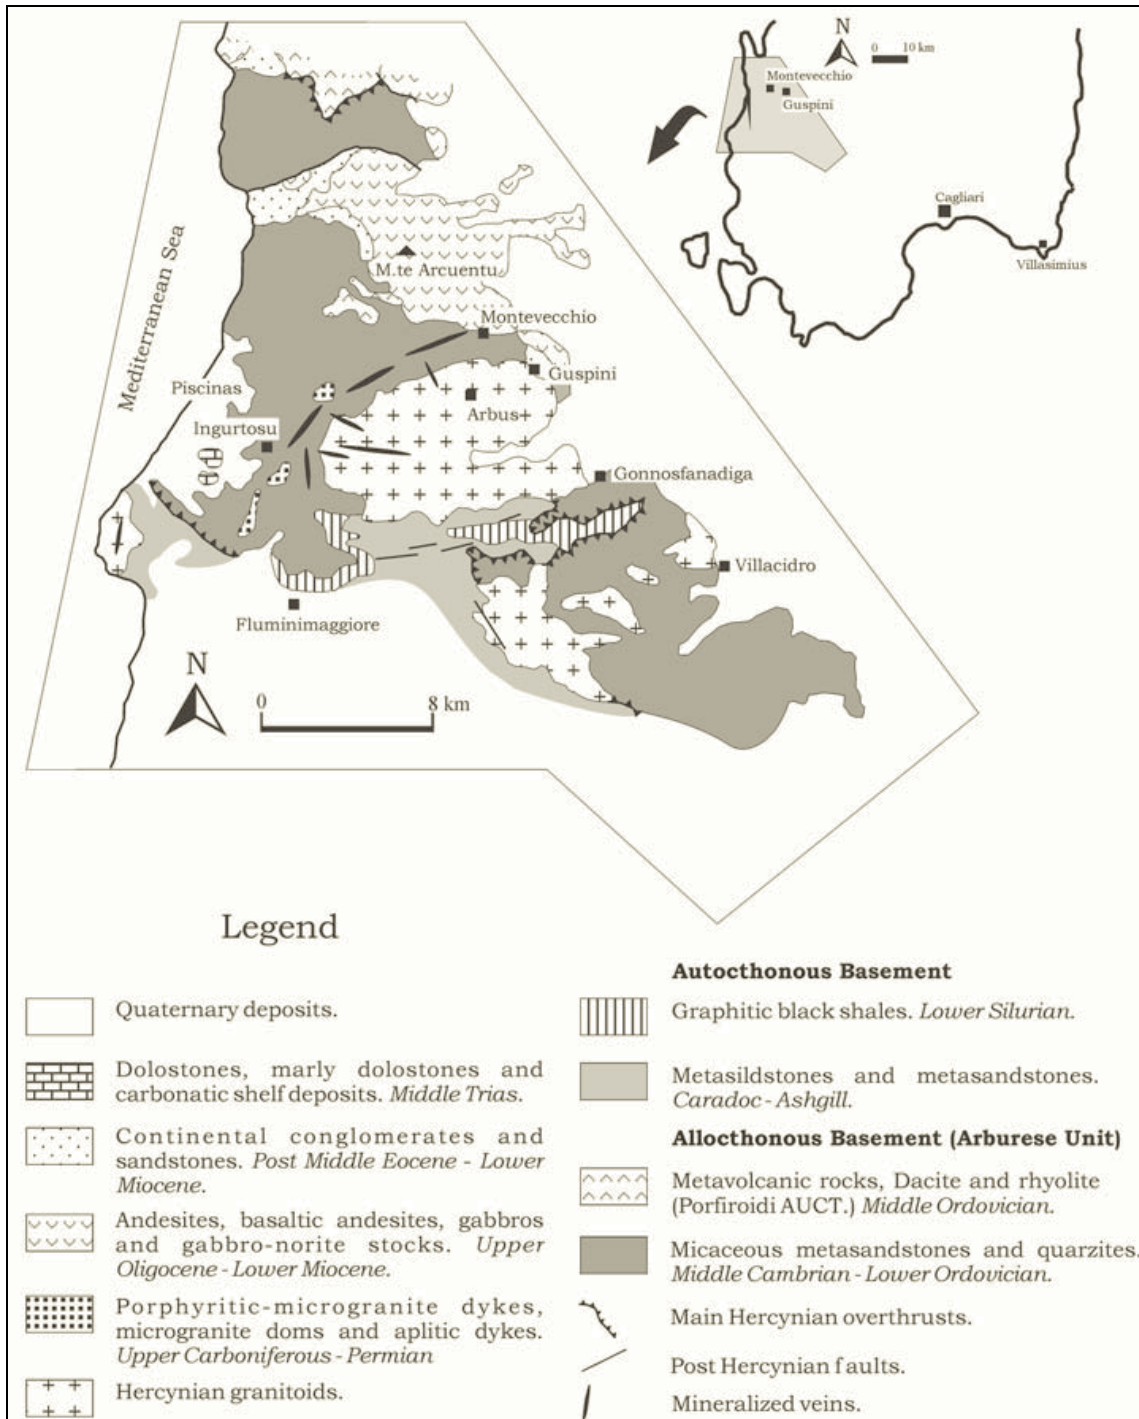 N
0 10 km
Montevecchio
Guspini
Cagliari
Villasimius
Mediterranean Sea
M.te Arcuentu
Montevecchio
Guspini
Piscinas
Arbus
Ingurtosu
Gonnosfanadiga
Villacidro
Fluminimaggiore
N
0 8 km
Legend
Quaternary deposits.
Dolostones, marly dolostones and
carbonatic shelf deposits. Middle Trias.
Continental conglomerates and
sandstones. Post Middle Eocene - Lower
Miocene.
Andesites, basaltic andesites, gabbros
and gabbro-norite stocks. Upper
Oligocene - Lower Miocene.
Porphyritic-microgranite dykes,
microgranite doms and aplitic dykes.
Upper Carboniferous - Permian
Hercynian granitoids.
Autocthonous Basement
Graphitic black shales. Lower Silurian.
Metasildstones and metasandstones.
Caradoc - Ashgill.
Allocthonous Basement (Arburese Unit)
Metavolcanic rocks, Dacite and rhyolite
(Porfiroidi AUCT.) Middle Ordovician.
Micaceous metasandstones and quarzites.
Middle Cambrian - Lower Ordovician.
Main Hercynian overthrusts.
Post Hercynian faults.
Mineralized veins.